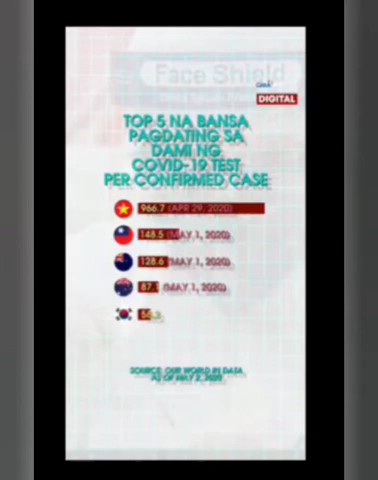 Face Shield
GMA
DIGITAL
TOP 5 NA BANSA
PAGDATING SA
DAMI NG
COVID-19 TEST
PER CONFIRMED CASE
966.7 (APR 29, 2020)
148.5 (MAY 1, 2020)
128.6 (MAY 1, 2020)
87.1 (MAY 1, 2020)
SOURCE: OUR WORLD IN DATA
AS OF MAY 2, 2020